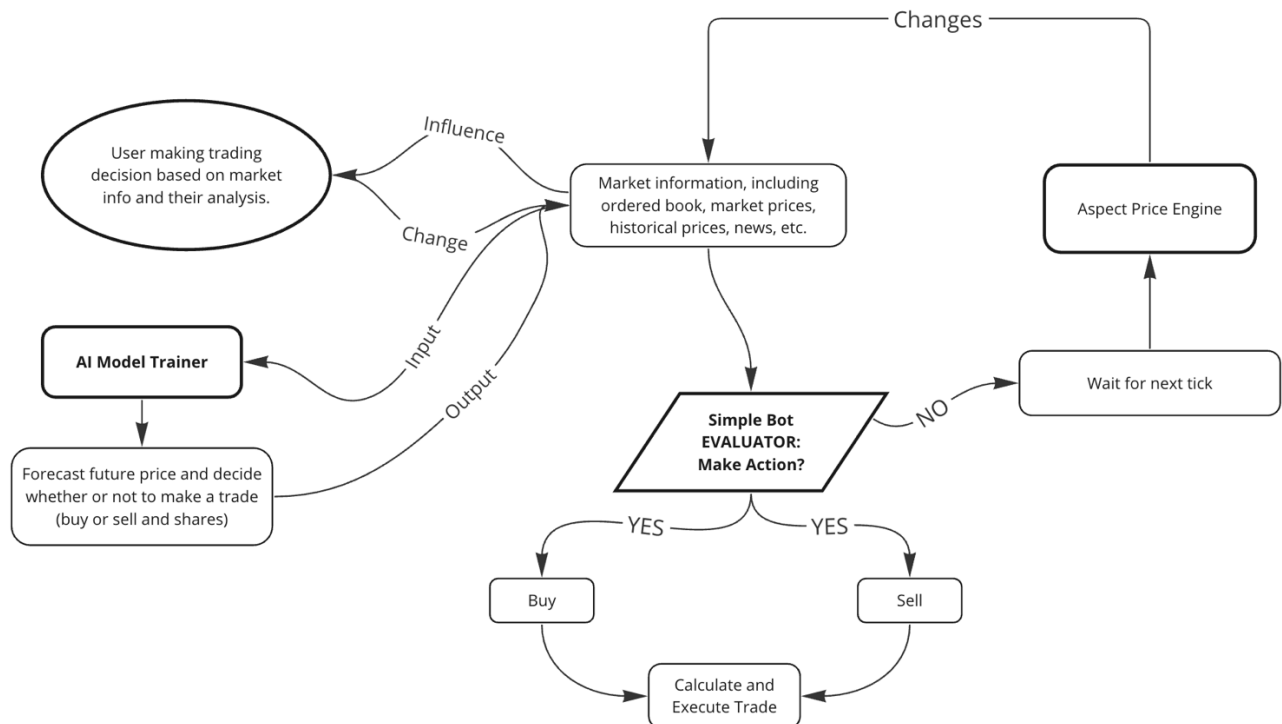 Changes
Influence
User making trading
decision based on market
info and their analysis.
Market information, including
ordered book, market prices,
historical prices, news, etc.
Aspect Price Engine
Change
Input
AI Model Trainer
Output
Wait for next tick
Simple Bot
EVALUATOR:
Make Action?
NO
Forecast future price and decide
whether or not to make a trade
(buy or sell and shares)
YES
YES
Buy
Sell
Calculate and
Execute Trade